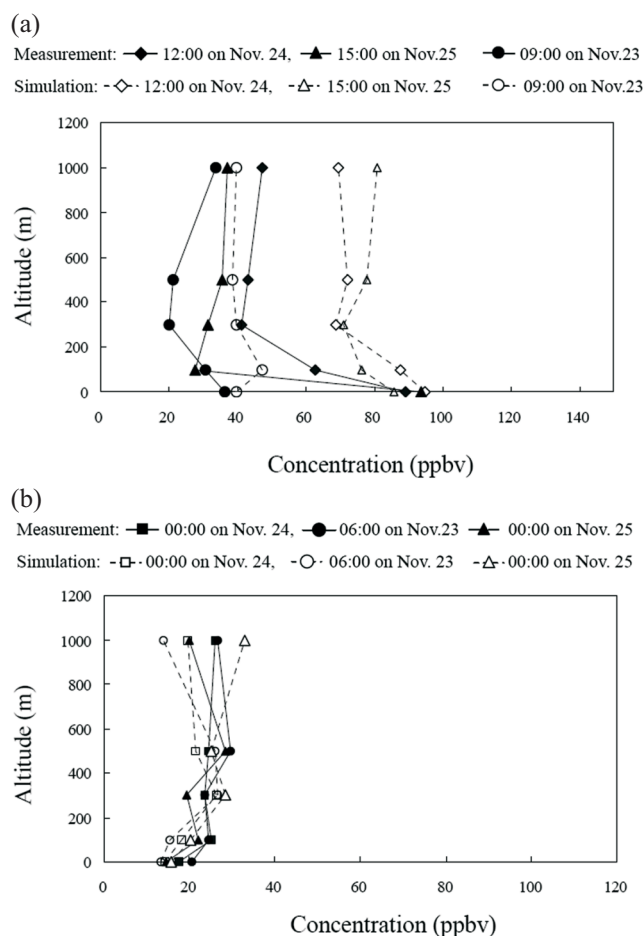 (a)
Measurement: 12:00 on Nov. 24, 15:00 on Nov.25 09:00 on Nov.23
Simulation: 12:00 on Nov. 24, 15:00 on Nov. 25 09:00 on Nov.23
1200
1000
800
600
400
200
0
Altitude (m)
0 20 40 60 80 100 120 140
Concentration (ppbv)
(b)
Measurement: 00:00 on Nov. 24, 06:00 on Nov.23 00:00 on Nov. 25
Simulation: 00:00 on Nov. 24, 06:00 on Nov. 23 00:00 on Nov. 25
1200
1000
800
600
400
200
0
Altitude (m)
0 20 40 60 80 100 120
Concentration (ppbv)